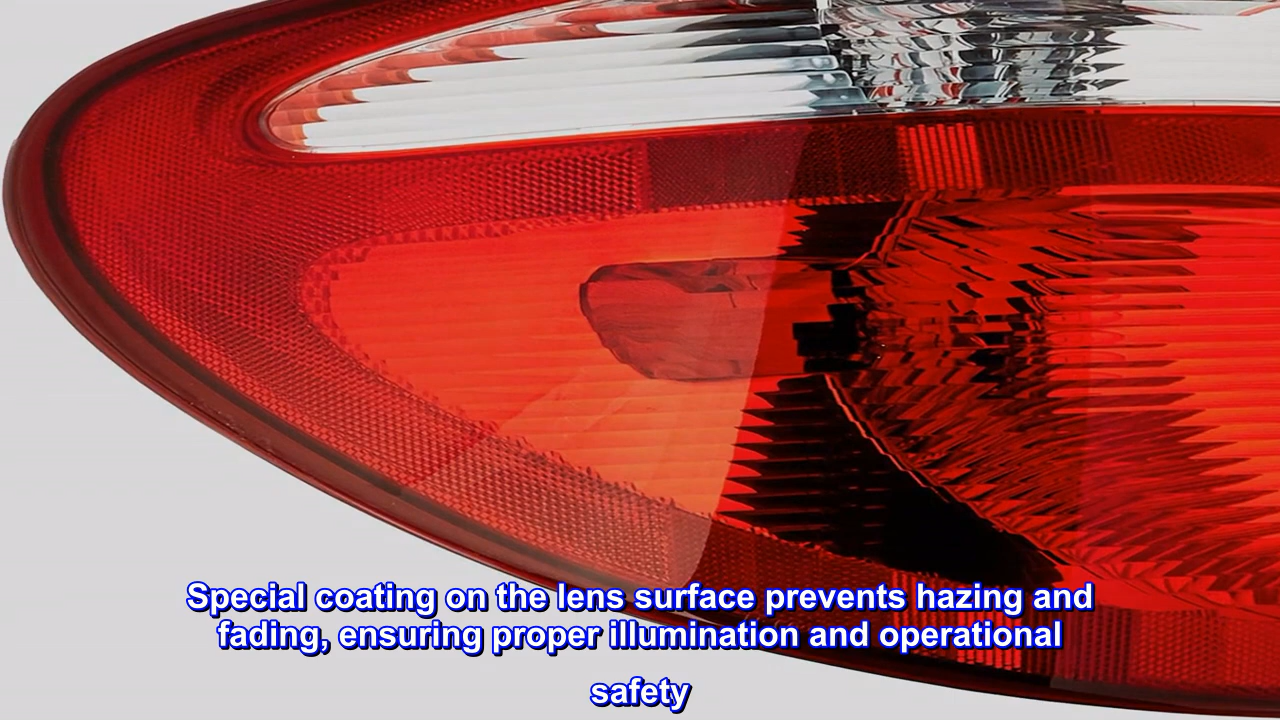 Special coating on the lens surface prevents hazing and
fading, ensuring proper illumination and operational
safety